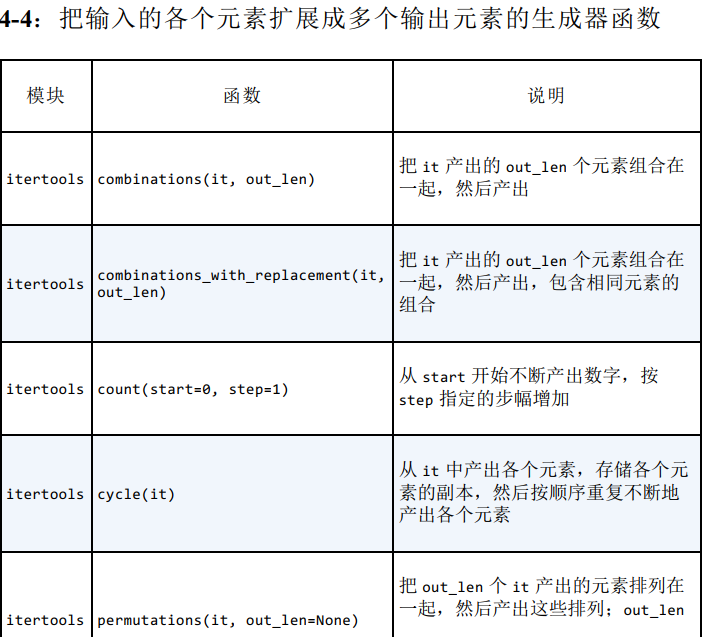 4-4：把输入的各个元素扩展成多个输出元素的生成器函数
模块 函数 说明
itertools combinations(it, out_len) 把 it 产出的 out_len 个元素组合在
一起，然后产出
itertools combinations_with_replacement(it,
out_len) 把 it 产出的 out_len 个元素组合在
一起，然后产出，包含相同元素的
组合
itertools count(start=0, step=1) 从 start 开始不断产出数字，按
step 指定的步幅增加
itertools cycle(it) 从 it 中产出各个元素，存储各个元
素的副本，然后按顺序重复不断地
产出各个元素
itertools permutations(it, out_len=None) 把 out_len 个 it 产出的元素排列在
一起，然后产出这些排列；out_len